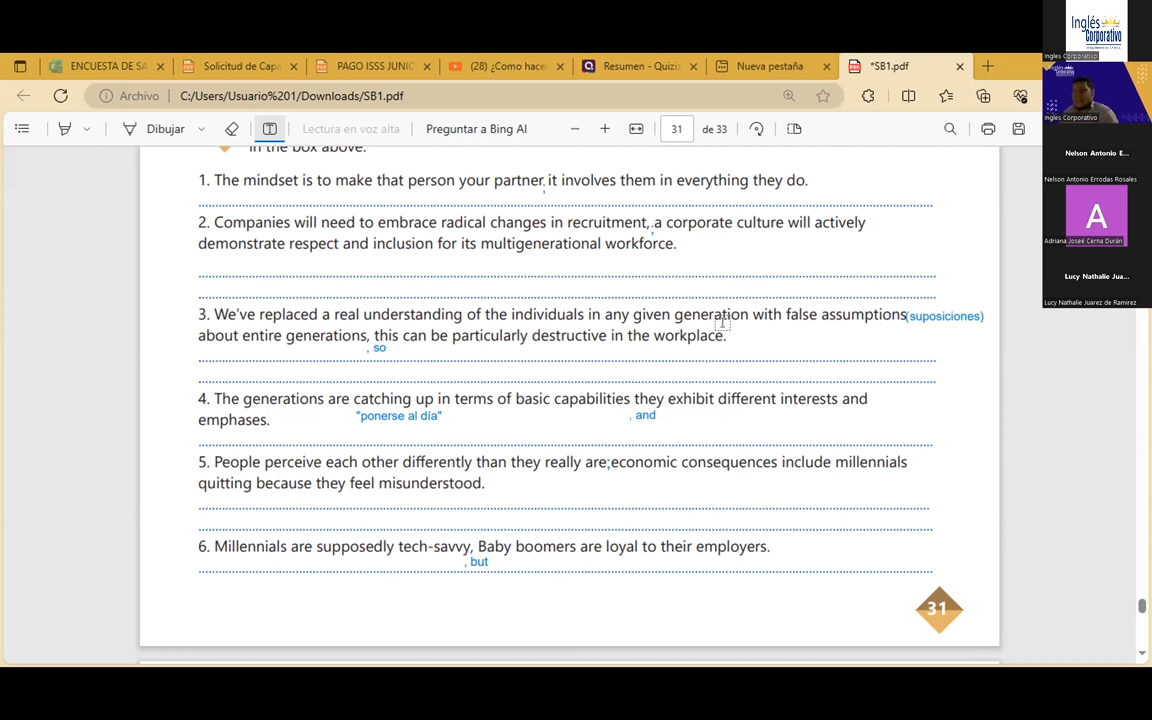 ENCUESTA DE SA
Solicitud de Capa
PAGO ISSS JUNIC
(28) ¿Como hace
Resumen - Quiziz
Nueva pestaña
*SB1.pdf
Archivo
C:/Users/Usuario%201/Downloads/SB1.pdf
Dibujar
Lectura en voz alta
Preguntar a Bing AI
31
de 33
in the box above.
1. The mindset is to make that person your partner it involves them in everything they do.
;
2. Companies will need to embrace radical changes in recruitment, a corporate culture will actively
;
demonstrate respect and inclusion for its multigenerational workforce.
3. We've replaced a real understanding of the individuals in any given generation with false assumptions
(suposiciones)
about entire generations, this can be particularly destructive in the workplace.
, so
4. The generations are catching up in terms of basic capabilities they exhibit different interests and
"ponerse al día"
, and
emphases.
5. People perceive each other differently than they really are;economic consequences include millennials
quitting because they feel misunderstood.
6. Millennials are supposedly tech-savvy, Baby boomers are loyal to their employers.
, but
31
Inglés
Corporativo
Ingles Corporativo
Inglés
Corporativo
Ingles Corporativo
Nelson Antonio E...
Nelson Antonio Errodas Rosales
A
Adriana Joseé Cerna Durán
Lucy Nathalie Jua...
Lucy Nathalie Juarez de Ramirez